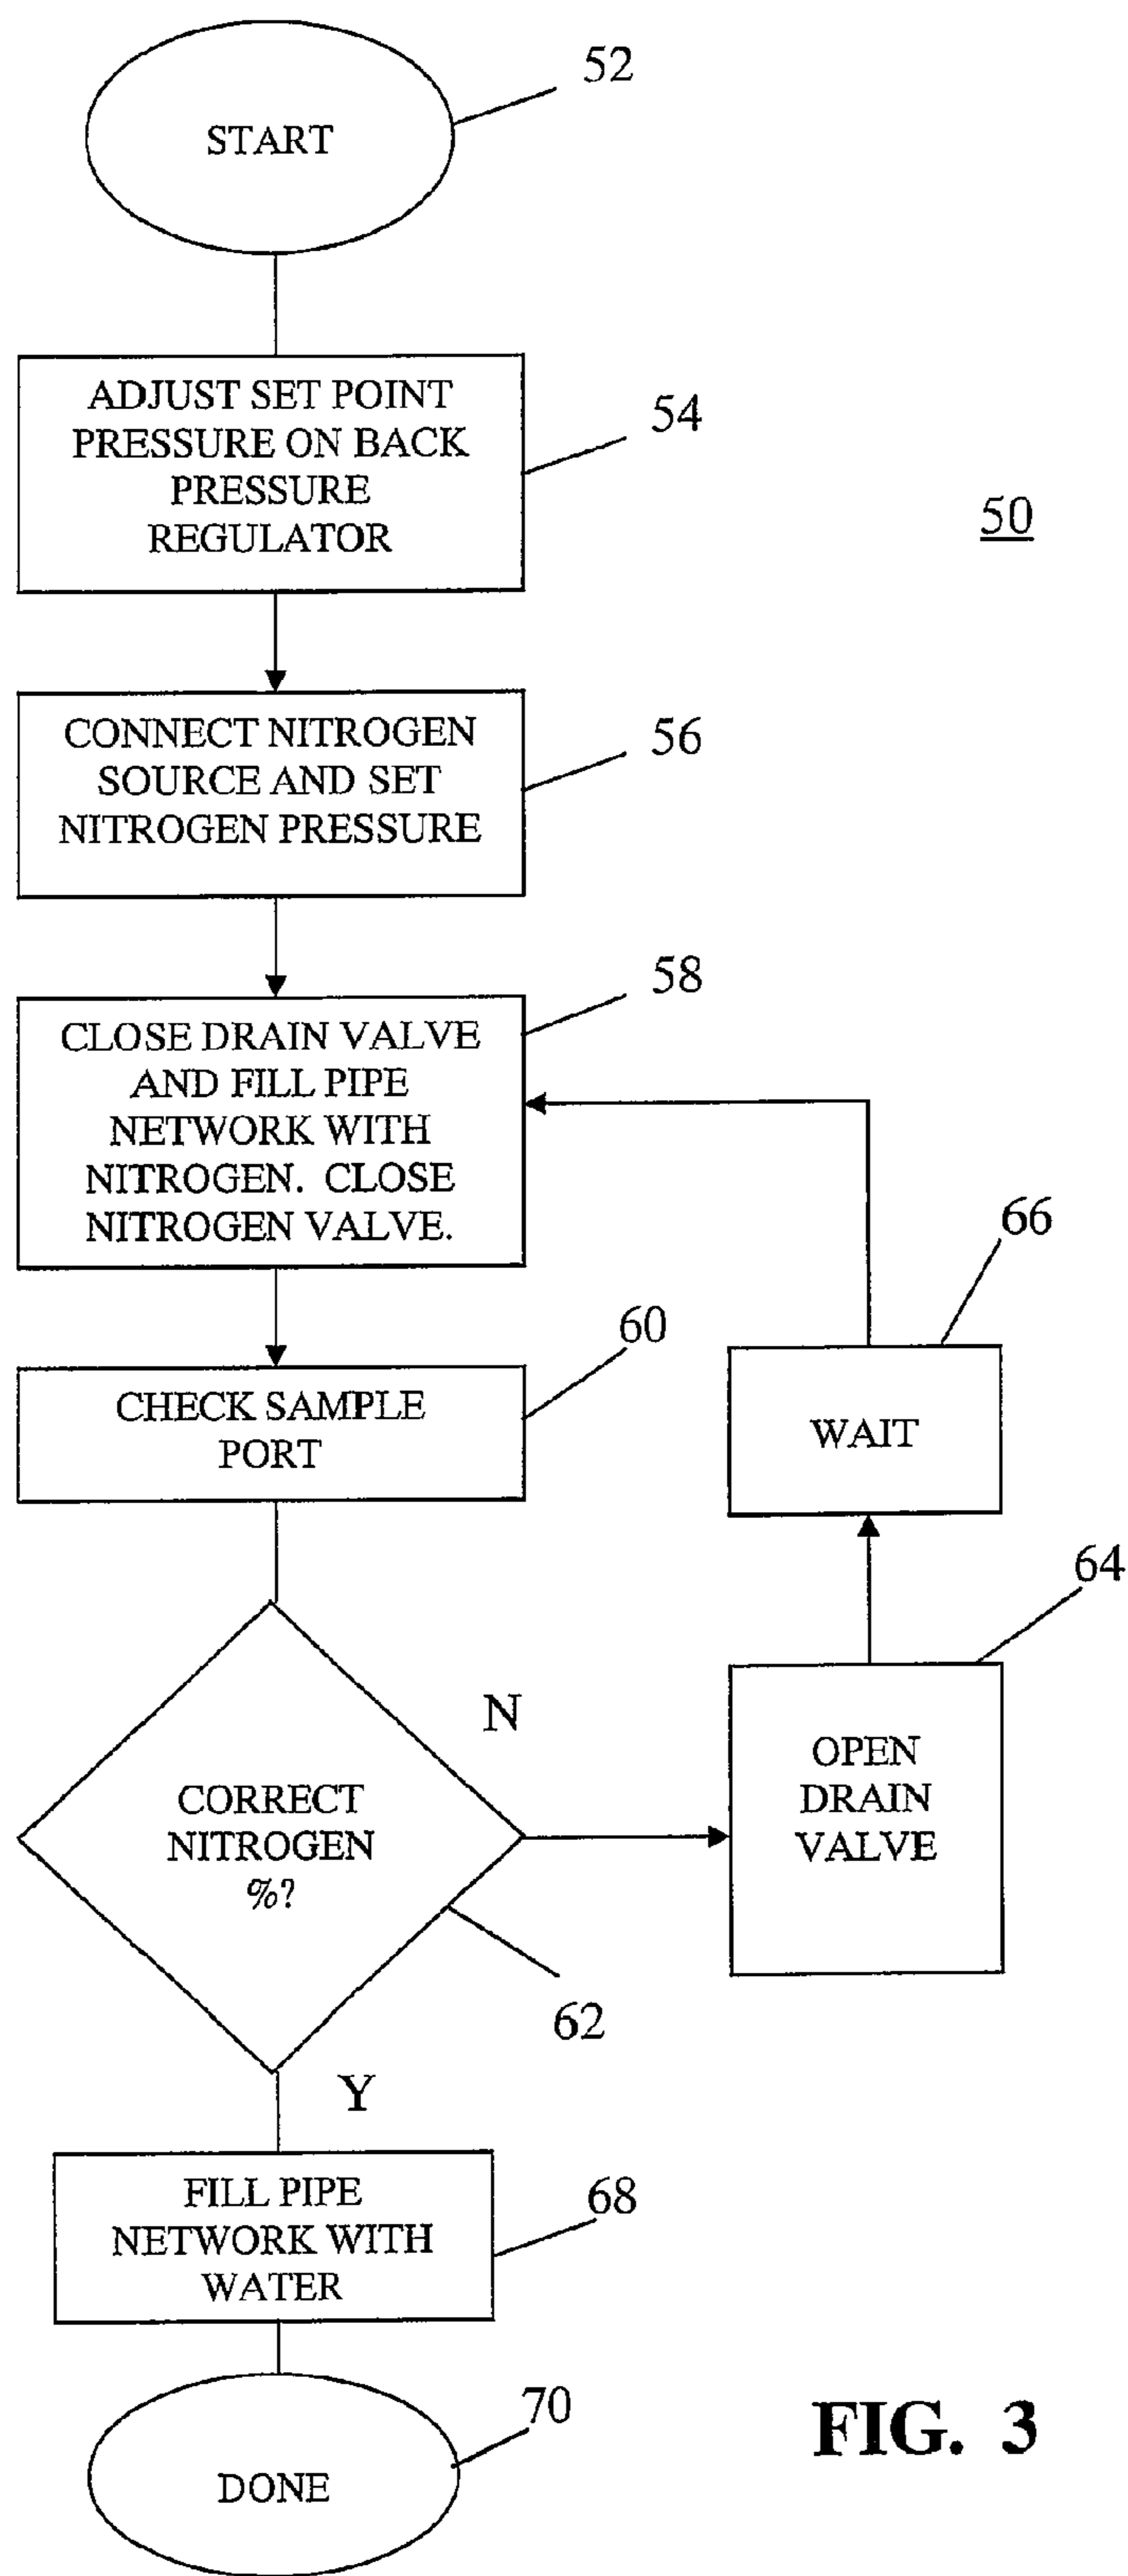 52
START
ADJUST SET POINT
PRESSURE ON BACK
PRESSURE
REGULATOR
54
50
CONNECT NITROGEN
SOURCE AND SET
NITROGEN PRESSURE
56
58
CLOSE DRAIN VALVE
AND FILL PIPE
NETWORK WITH
NITROGEN. CLOSE
NITROGEN VALVE.
66
60
CHECK SAMPLE
PORT
WAIT
64
N
OPEN
DRAIN
VALVE
CORRECT
NITROGEN
%?
62
Y
FILL PIPE
NETWORK WITH
WATER
68
70
DONE
FIG. 3